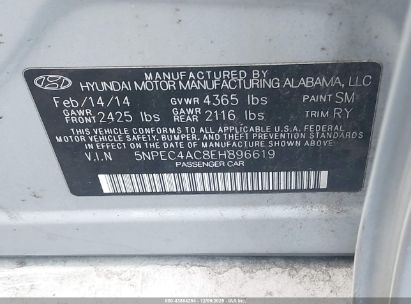 MANUFACTURED BY
HYUNDAI MOTOR MANUFACTURING ALABAMA, LLC
Feb/14/14 GVWR 4365 lbs PAINT SM
GAWR FRONT 2425 lbs GAWR REAR 2116 lbs TRIM RY
THIS VEHICLE CONFORMS TO ALL APPLICABLE U.S.A. FEDERAL
MOTOR VEHICLE SAFETY, BUMPER, AND THEFT PREVENTION
STANDARDS IN EFFECT ON THE DATE OF MANUFACTURE SHOWN ABOVE.
V.I.N 5NPEC4AC8EH896619
PASSENGER CAR